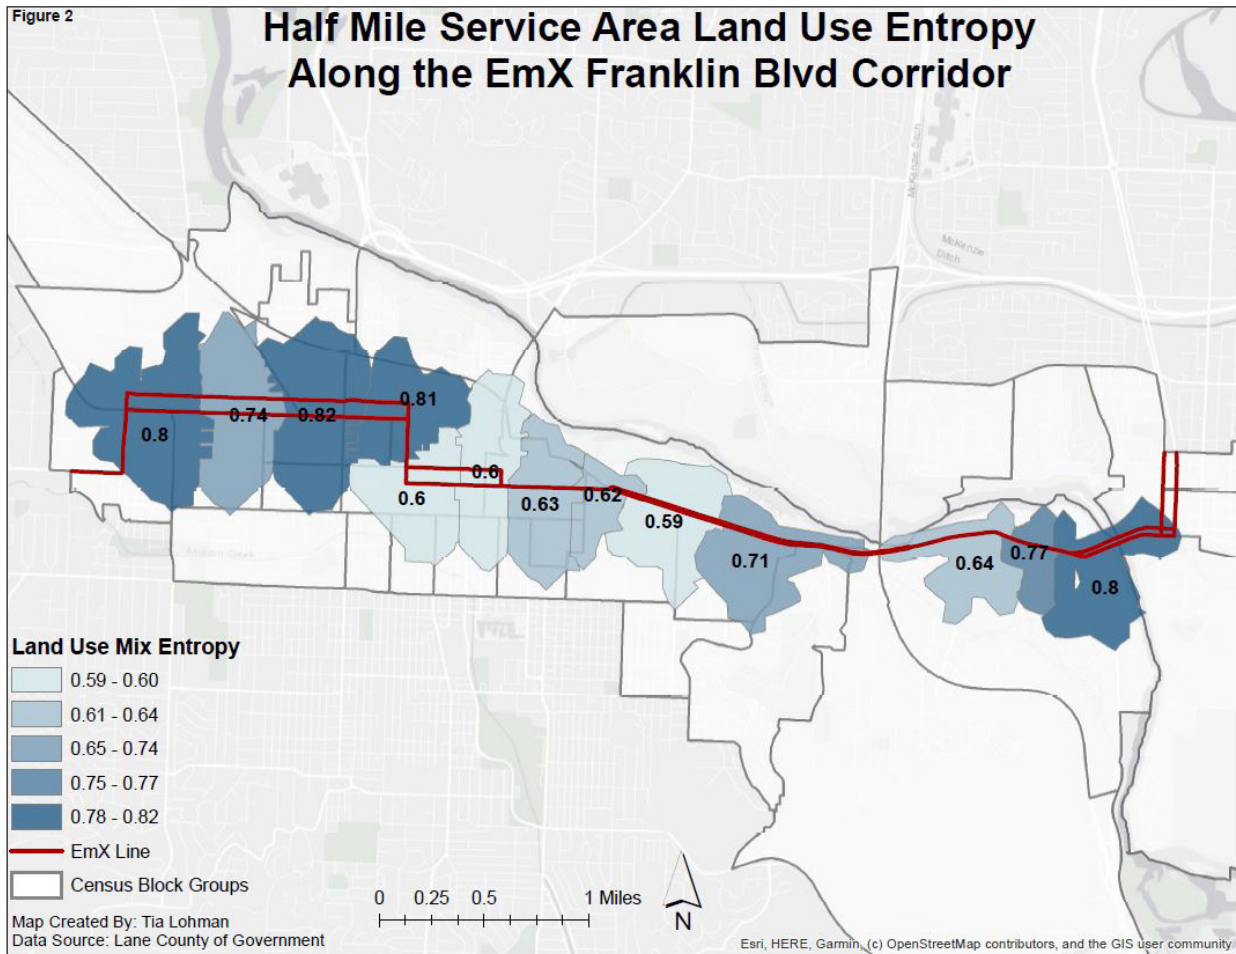 Figure 2
Half Mile Service Area Land Use Entropy
Along the EmX Franklin Blvd Corridor
McKenzie Ditch
McKenzie
Ditch
0.81
0.74
0.82
0.8
0.6
0.6
0.63
0.62
0.59
0.71
0.64
0.77
0.8
Land Use Mix Entropy
0.59 - 0.60
0.61 - 0.64
0.65 - 0.74
0.75 - 0.77
0.78 - 0.82
EmX Line
Census Block Groups
0 0.25 0.5 1 Miles
N
Map Created By: Tia Lohman
Data Source: Lane County of Government
Esri, HERE, Garmin, (c) OpenStreetMap contributors, and the GIS user community